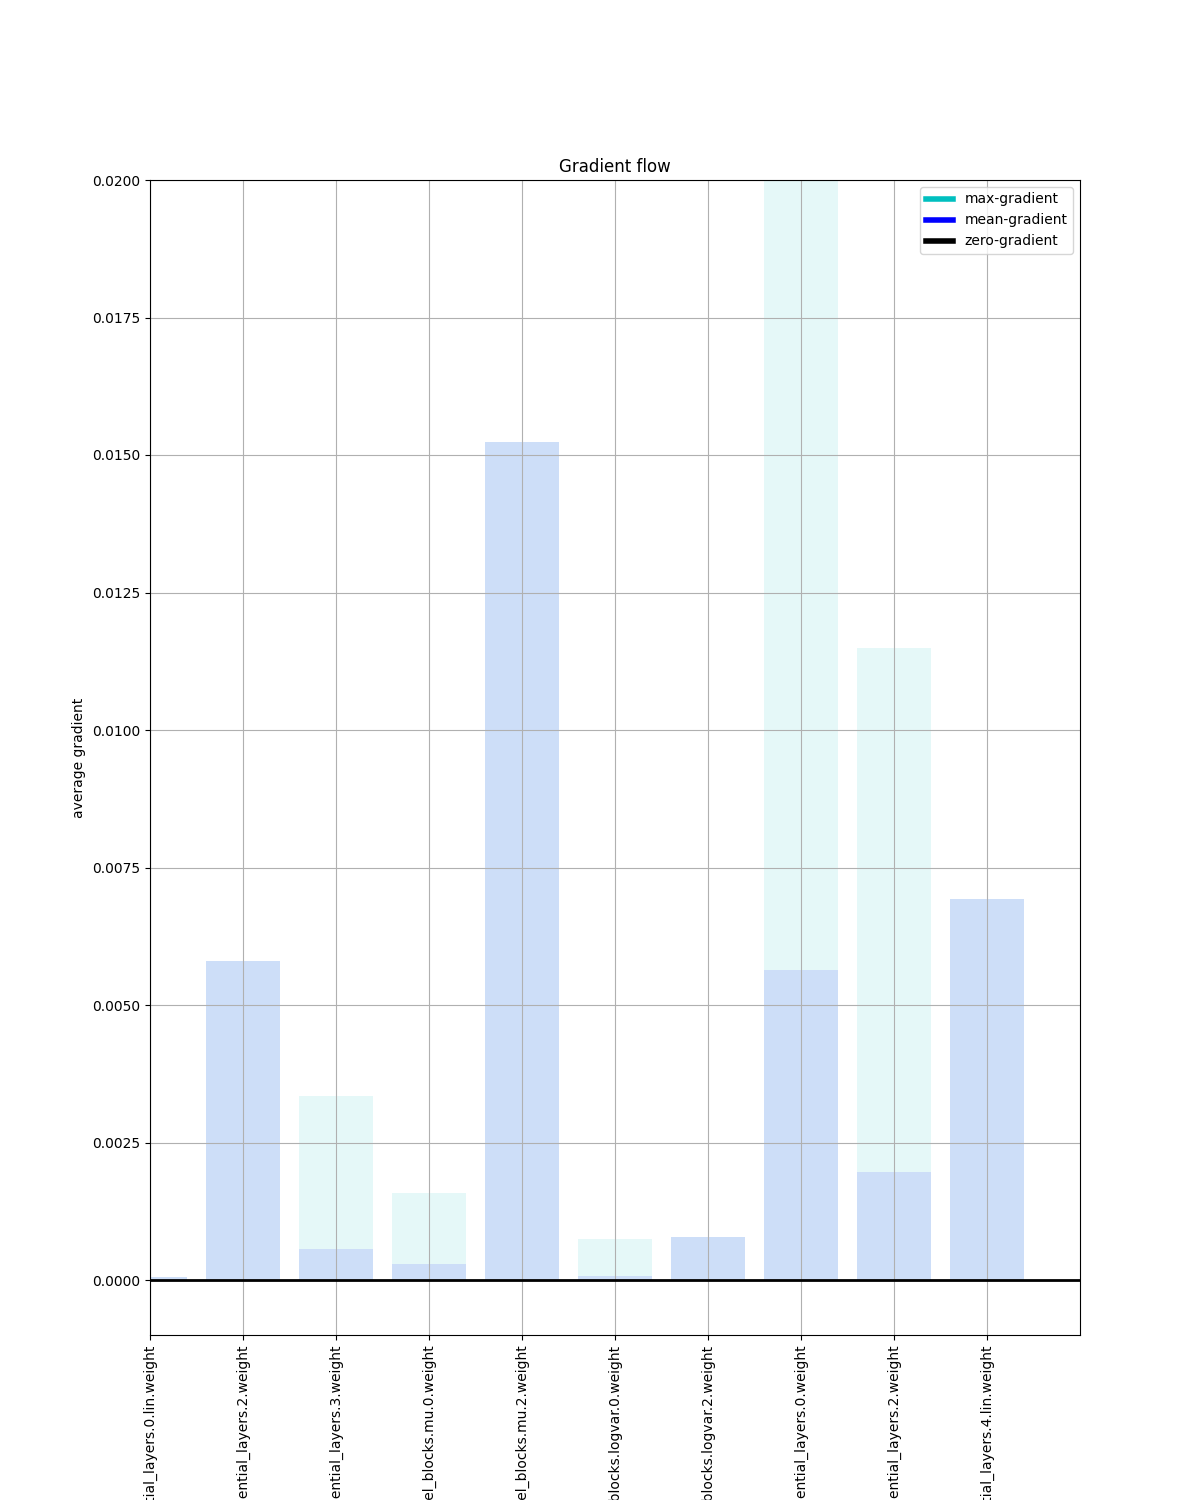 Gradient flow
max-gradient
mean-gradient
zero-gradient
0.0200
0.0175
0.0150
0.0125
0.0100
0.0075
0.0050
0.0025
0.0000
average gradient
tial_layers.0.lin.weight
ential_layers.2.weight
ential_layers.3.weight
el_blocks.mu.0.weight
el_blocks.mu.2.weight
blocks.logvar.0.weight
blocks.logvar.2.weight
ential_layers.0.weight
ential_layers.2.weight
tial_layers.4.lin.weight